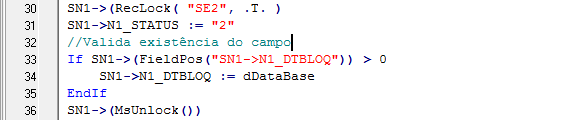 30 SN1->(RecLock( "SE2", .T. )
31 SN1->N1_STATUS := "2"
32 //Valida existência do campo
33 If SN1->(FieldPos("SN1->N1_DTBLOQ")) > 0
34 SN1->N1_DTBLOQ := dDataBase
35 EndIf
36 SN1->(MsUnlock())